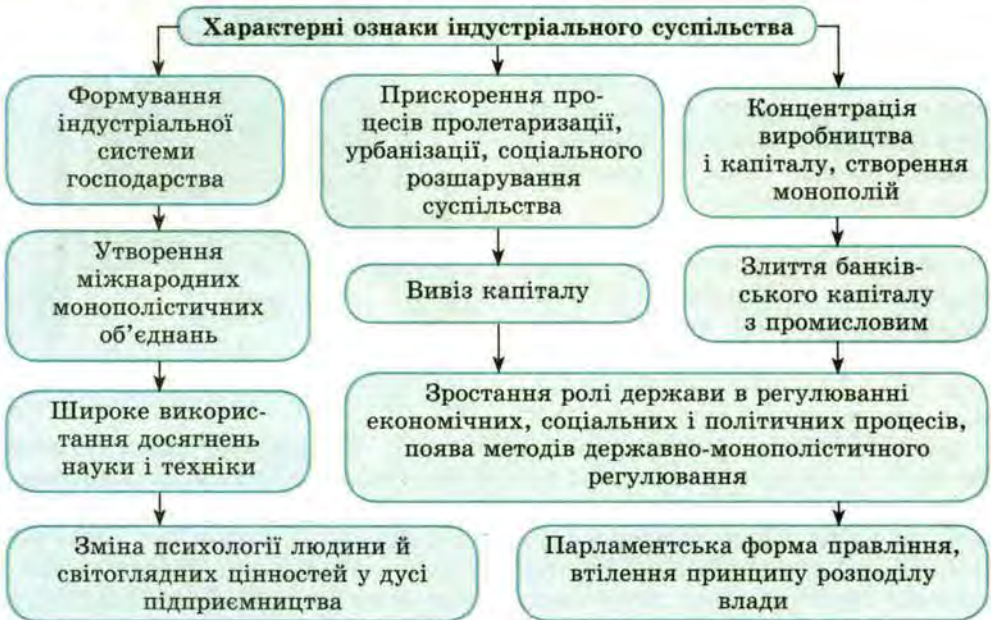 Характерні ознаки індустріального суспільства
Формування
індустріальної
системи
господарства
Прискорення про-
цесів пролетаризації,
урбанізації, соціального
розшарування
суспільства
Концентрація
виробництва
і капіталу, створення
монополій
Утворення
міжнародних
монополістичних
об’єднань
Вивіз капіталу
Злиття банків-
ського капіталу
з промисловим
Широке викорис-
тання досягнень
науки і техніки
Зростання ролі держави в регулюванні
економічних, соціальних і політичних процесів,
поява методів державно-монополістичного
регулювання
Зміна психології людини й
світоглядних цінностей у дусі
підприємництва
Парламентська форма правління,
втілення принципу розподілу
влади